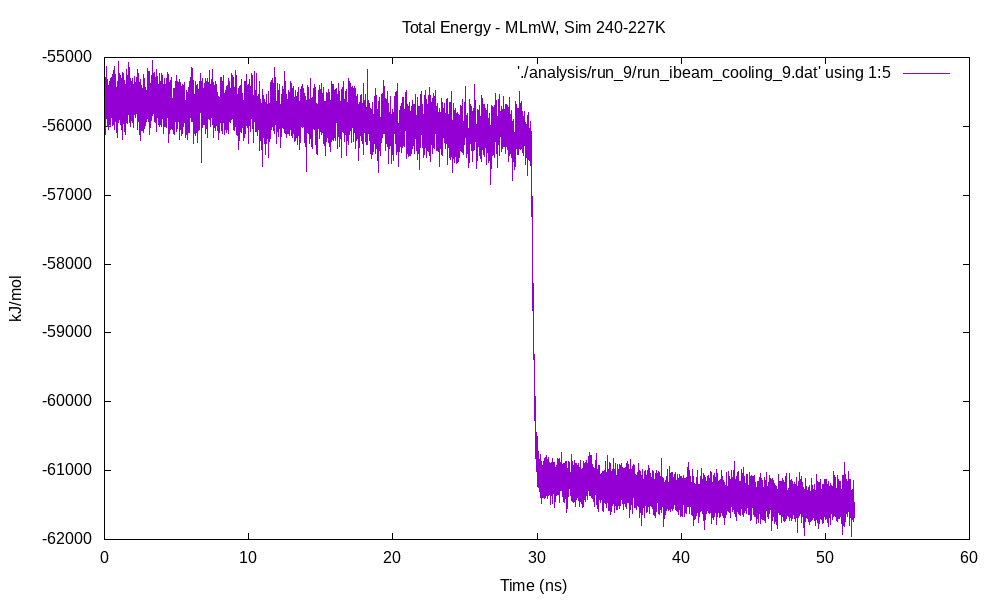 Total Energy - MLmW, Sim 240-227K
'./analysis/run_9/run_ibeam_cooling_9.dat' using 1:5
-55000
-56000
-57000
-58000
-59000
-60000
-61000
-62000
kJ/mol
0 10 20 30 40 50 60
Time (ns)